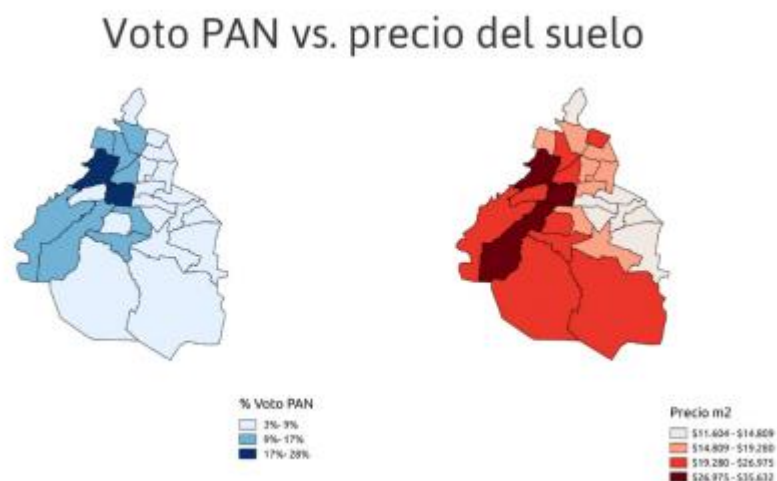 Voto PAN vs. precio del suelo
% Voto PAN
3%- 9%
9%- 17%
17%- 28%
Precio m2
$11.604 - $14.809
$14.809 - $19.280
$19.280 - $26.975
$26.975 - $35.632